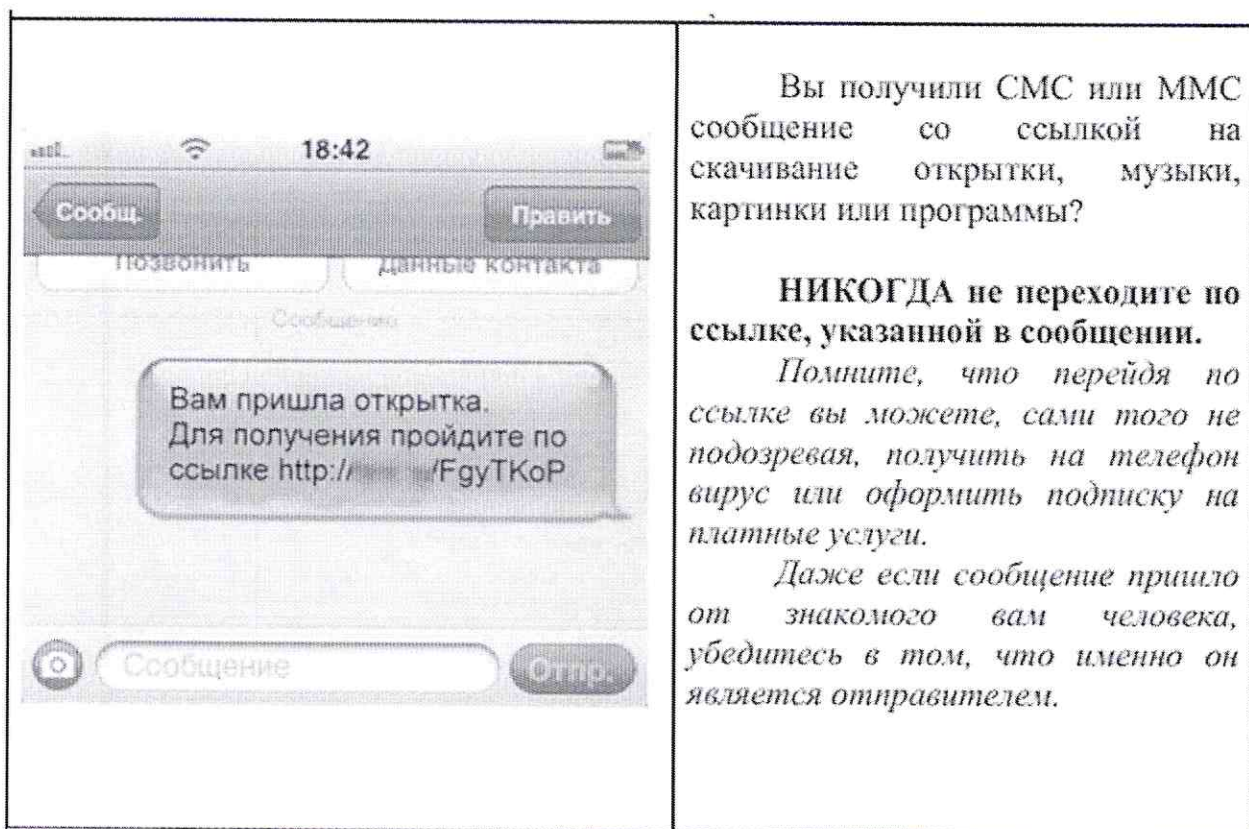 18:42
Сообщ.
Править
Позвонить
Данные контакта
Сообщение
Вам пришла открытка.
Для получения пройдите по
ссылке http:// /FgyTKoP
Ссобщение
Отпр.
Вы получили СМС или ММС
сообщение со ссылкой на
скачивание открытки, музыки,
картинки или программы?
НИКОГДА не переходите по
ссылке, указанной в сообщении.
Помните, что перейдя по
ссылке вы можете, сами того не
подозревая, получить на телефон
вирус или оформить подписку на
платные услуги.
Даже если сообщение пришло
от знакомого вам человека,
убедитесь в том, что именно он
является отправителем.